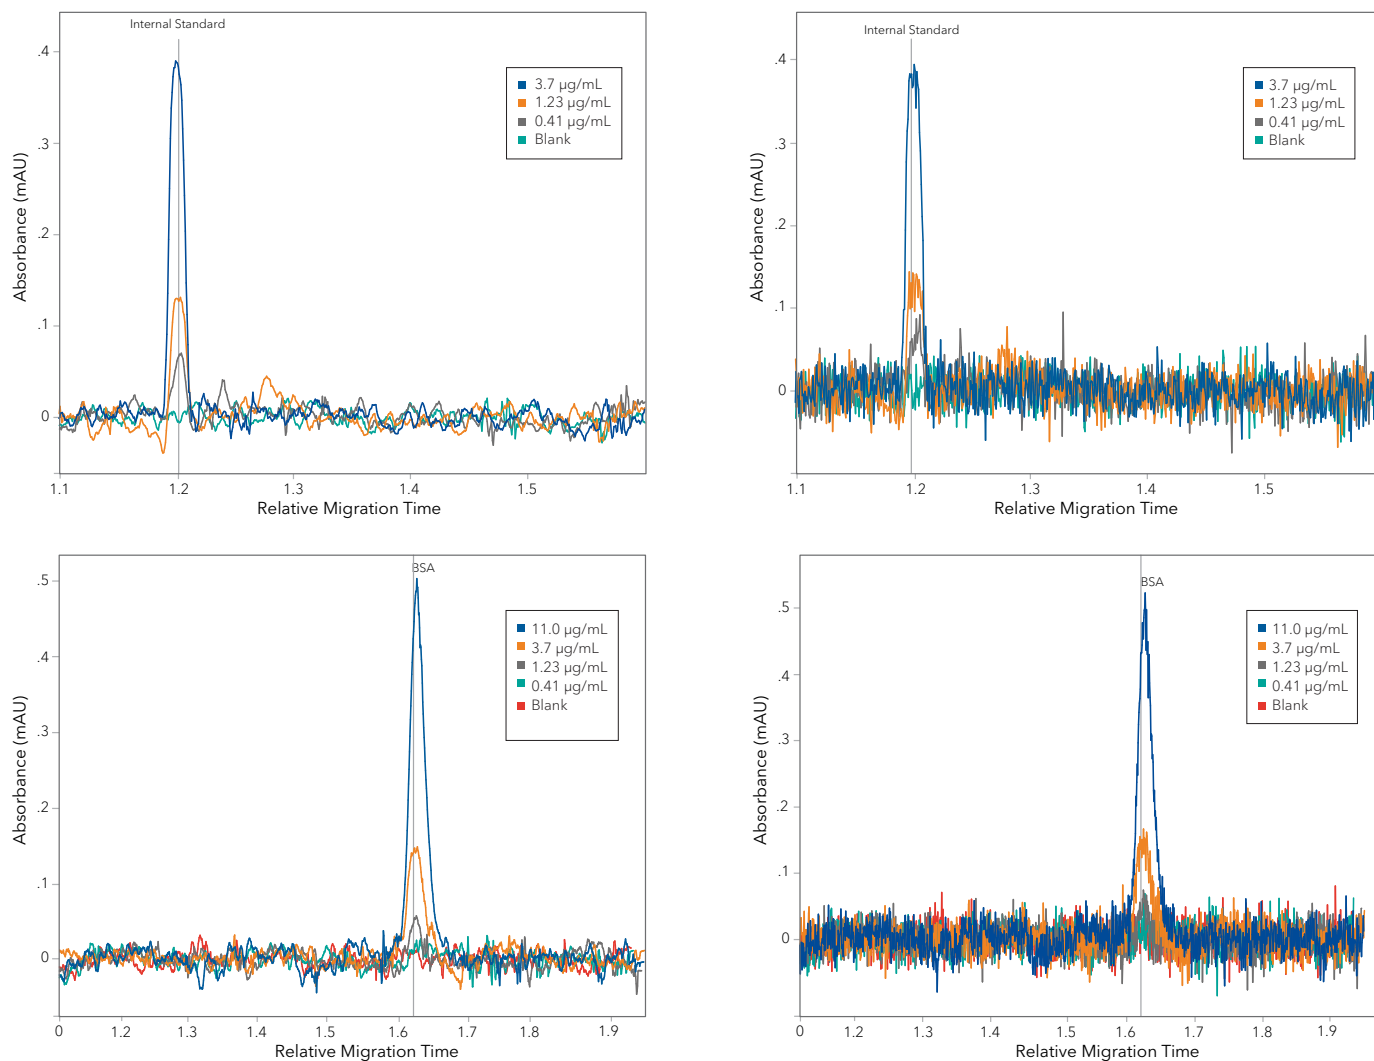 Internal Standard
.4
.3
.2
.1
0
Absorbance (mAU)
3.7 µg/mL
1.23 µg/mL
0.41 µg/mL
Blank
1.1 1.2 1.3 1.4 1.5
Relative Migration Time
Internal Standard
.4
.3
.2
.1
0
Absorbance (mAU)
3.7 µg/mL
1.23 µg/mL
0.41 µg/mL
Blank
1.1 1.2 1.3 1.4 1.5
Relative Migration Time
BSA
.5
.4
.3
.2
.1
0
Absorbance (mAU)
11.0 µg/mL
3.7 µg/mL
1.23 µg/mL
0.41 µg/mL
Blank
0 1.2 1.3 1.4 1.5 1.6 1.7 1.8 1.9
Relative Migration Time
BSA
.5
.4
.3
.2
.1
0
Absorbance (mAU)
11.0 µg/mL
3.7 µg/mL
1.23 µg/mL
0.41 µg/mL
Blank
0 1.2 1.3 1.4 1.5 1.6 1.7 1.8 1.9
Relative Migration Time